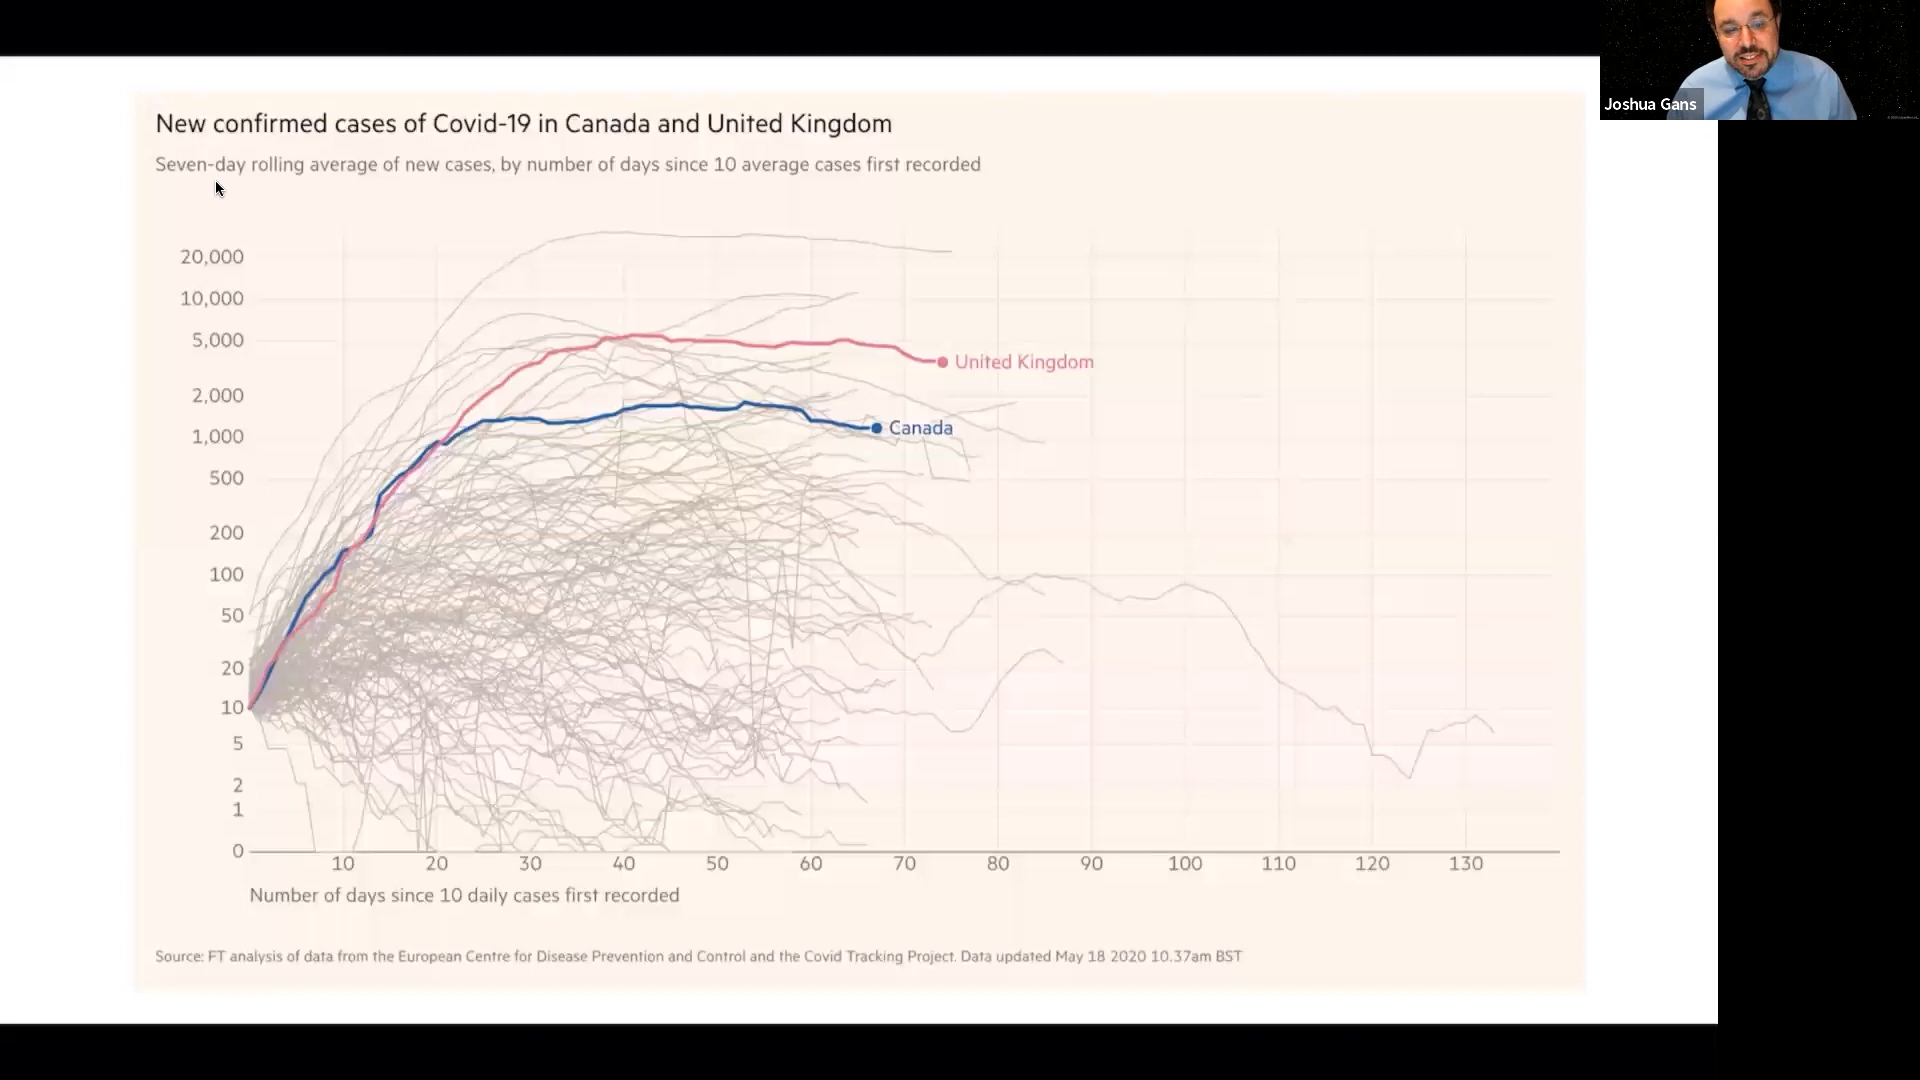 New confirmed cases of Covid-19 in Canada and United Kingdom
Seven-day rolling average of new cases, by number of days since 10 average cases first recorded
Joshua Gans
20,000
10,000
5,000
2,000
1,000
500
200
100
50
20
10
5
2
1
0
United Kingdom
Canada
10 20 30 40 50 60 70 80 90 100 110 120 130
Number of days since 10 daily cases first recorded
Source: FT analysis of data from the European Centre for Disease Prevention and Control and the Covid Tracking Project. Data updated May 18 2020 10.37am BST